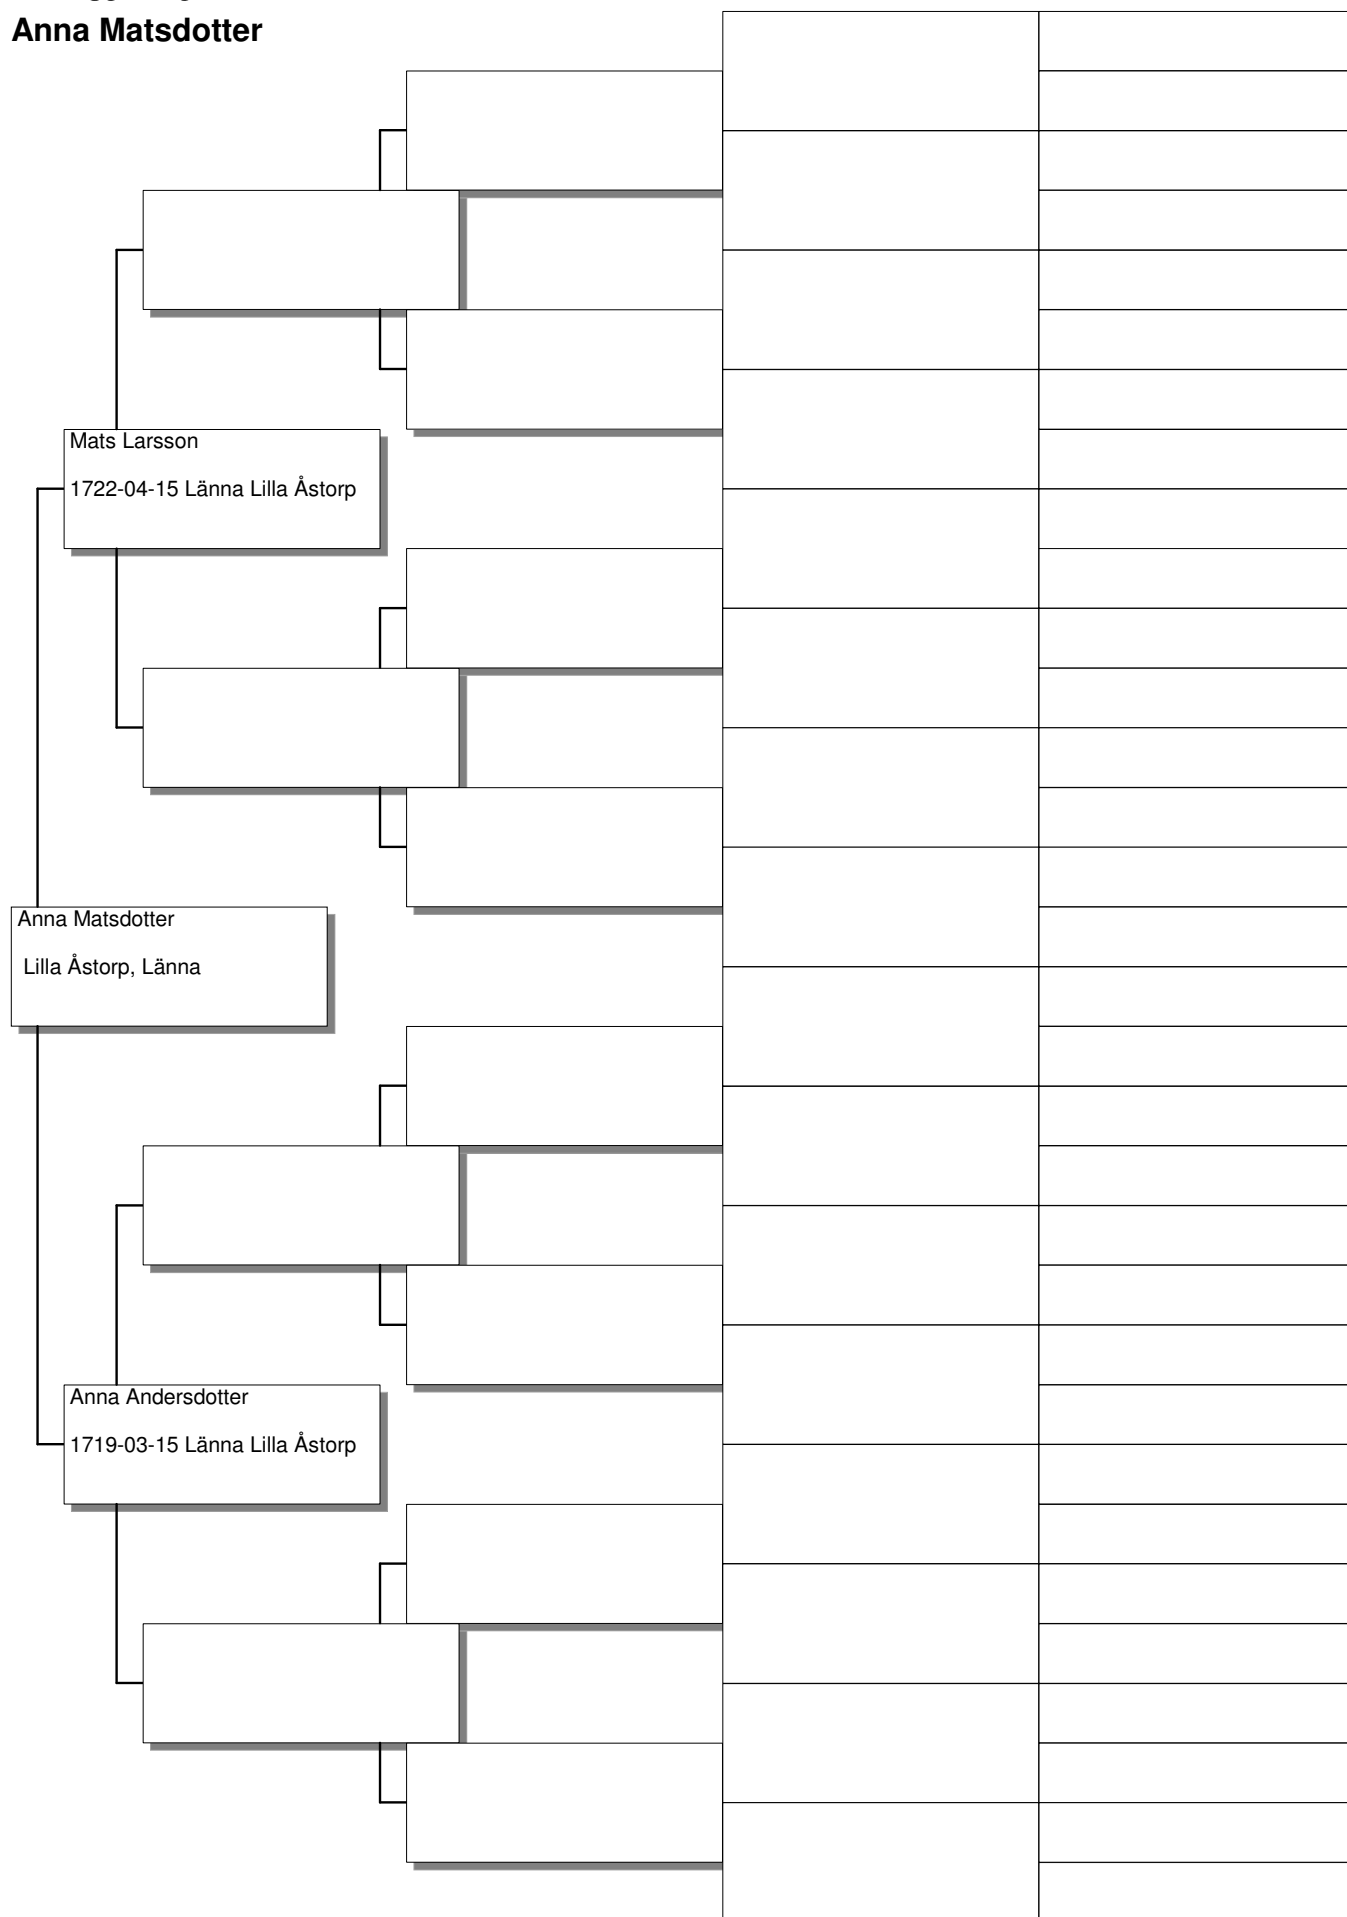 Anna Matsdotter
Mats Larsson
1722-04-15 Länna Lilla Åstorp
Anna Matsdotter
Lilla Åstorp, Länna
Anna Andersdotter
1719-03-15 Länna Lilla Åstorp